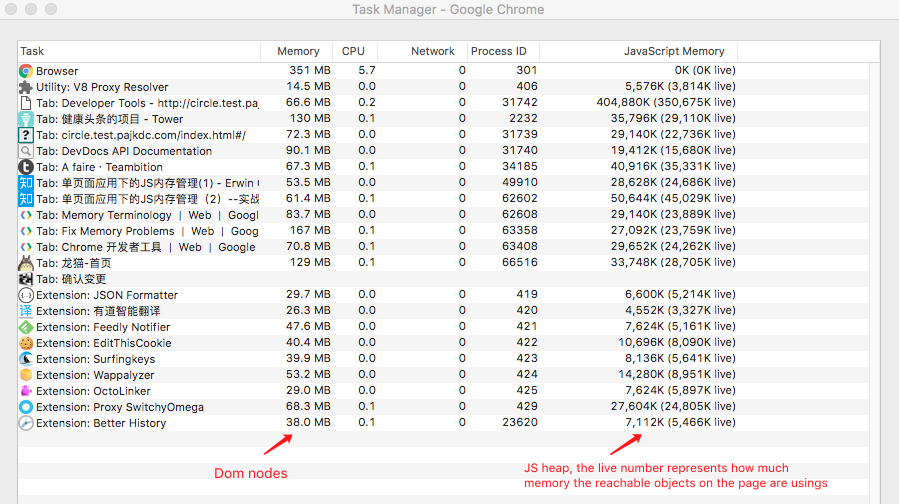 Task Manager - Google Chrome
Task Memory CPU Network Process ID JavaScript Memory
Browser 351 MB 5.7 0 301 0K (0K live)
Utility: V8 Proxy Resolver 14.5 MB 0.0 0 406 5,576K (3,814K live)
Tab: Developer Tools - http://circle.test.paj 66.6 MB 0.2 0 31742 404,880K (350,675K live)
Tab: 健康头条的项目 - Tower 130 MB 0.1 0 2232 35,796K (29,110K live)
Tab: circle.test.pajkdc.com/index.html#/ 72.3 MB 0.0 0 31739 29,140K (22,736K live)
Tab: DevDocs API Documentation 90.1 MB 0.0 0 31740 19,412K (15,680K live)
Tab: A faire · Teambition 67.3 MB 0.1 0 34185 40,916K (35,331K live)
知 Tab: 单页面应用下的JS内存管理(1) - Erwin 53.5 MB 0.0 0 49910 28,628K (24,686K live)
知 Tab: 单页面应用下的JS内存管理（2）--实战 61.4 MB 0.1 0 62602 50,644K (45,029K live)
Tab: Memory Terminology | Web | Googl 83.7 MB 0.0 0 62608 29,140K (23,889K live)
Tab: Fix Memory Problems | Web | Googl 167 MB 0.1 0 63358 27,092K (23,759K live)
Tab: Chrome 开发者工具 | Web | Google 70.8 MB 0.1 0 63408 29,652K (24,262K live)
Tab: 龙猫-首页 129 MB 0.1 0 66516 33,748K (28,705K live)
Tab: 确认变更
Extension: JSON Formatter 29.7 MB 0.0 0 419 6,600K (5,214K live)
译 Extension: 有道智能翻译 26.3 MB 0.0 0 420 4,552K (3,327K live)
Extension: Feedly Notifier 47.6 MB 0.0 0 421 7,624K (5,161K live)
Extension: EditThisCookie 40.4 MB 0.0 0 422 10,696K (8,090K live)
Extension: Surfingkeys 39.9 MB 0.0 0 423 8,136K (5,641K live)
Extension: Wappalyzer 53.2 MB 0.0 0 424 14,280K (8,951K live)
Extension: OctoLinker 29.0 MB 0.0 0 425 7,624K (5,897K live)
Extension: Proxy SwitchyOmega 68.3 MB 0.1 0 429 27,604K (24,805K live)
Extension: Better History 38.0 MB 0.1 0 23620 7,112K (5,466K live)
Dom nodes
JS heap, the live number represents how much
memory the reachable objects on the page are usings